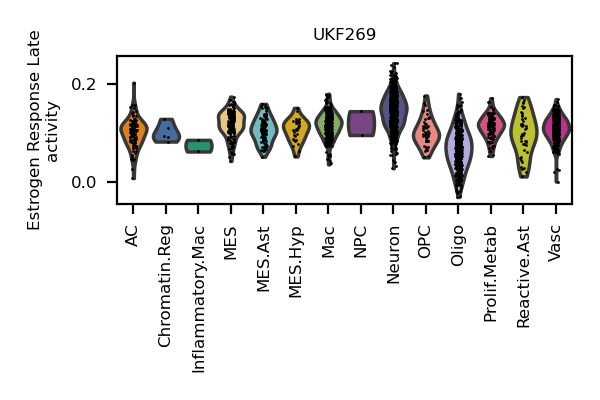 UKF269
Estrogen Response Late
activity
0.2
0.0
AC
Chromatin.Reg
Inflammatory.Mac
MES
MES.Ast
MES.Hyp
Mac
NPC
Neuron
OPC
Oligo
Prolif.Metab
Reactive.Ast
Vasc